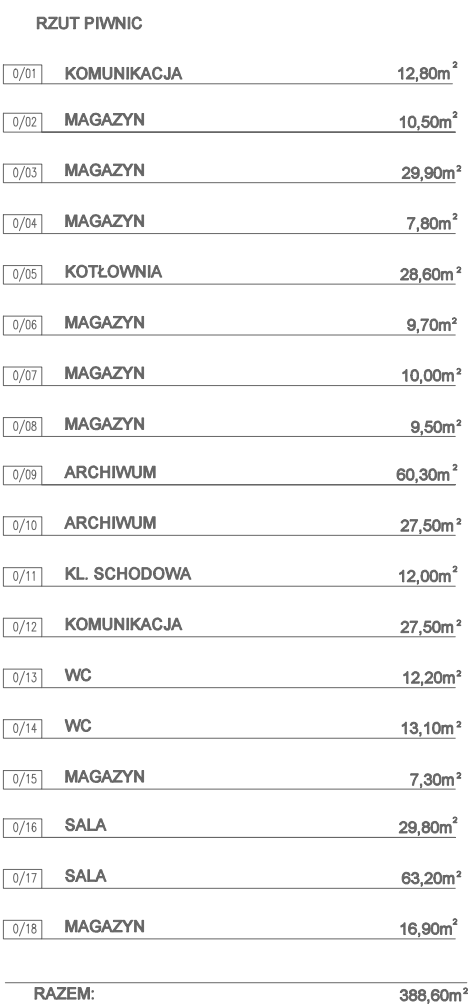 RZUT PIWNIC
0/01 KOMUNIKACJA 12,80m²
0/02 MAGAZYN 10,50m²
0/03 MAGAZYN 29,90m²
0/04 MAGAZYN 7,80m²
0/05 KOTŁOWNIA 28,60m²
0/06 MAGAZYN 9,70m²
0/07 MAGAZYN 10,00m²
0/08 MAGAZYN 9,50m²
0/09 ARCHIWUM 60,30m²
0/10 ARCHIWUM 27,50m²
0/11 KL. SCHODOWA 12,00m²
0/12 KOMUNIKACJA 27,50m²
0/13 WC 12,20m²
0/14 WC 13,10m²
0/15 MAGAZYN 7,30m²
0/16 SALA 29,80m²
0/17 SALA 63,20m²
0/18 MAGAZYN 16,90m²
RAZEM: 388,60m²